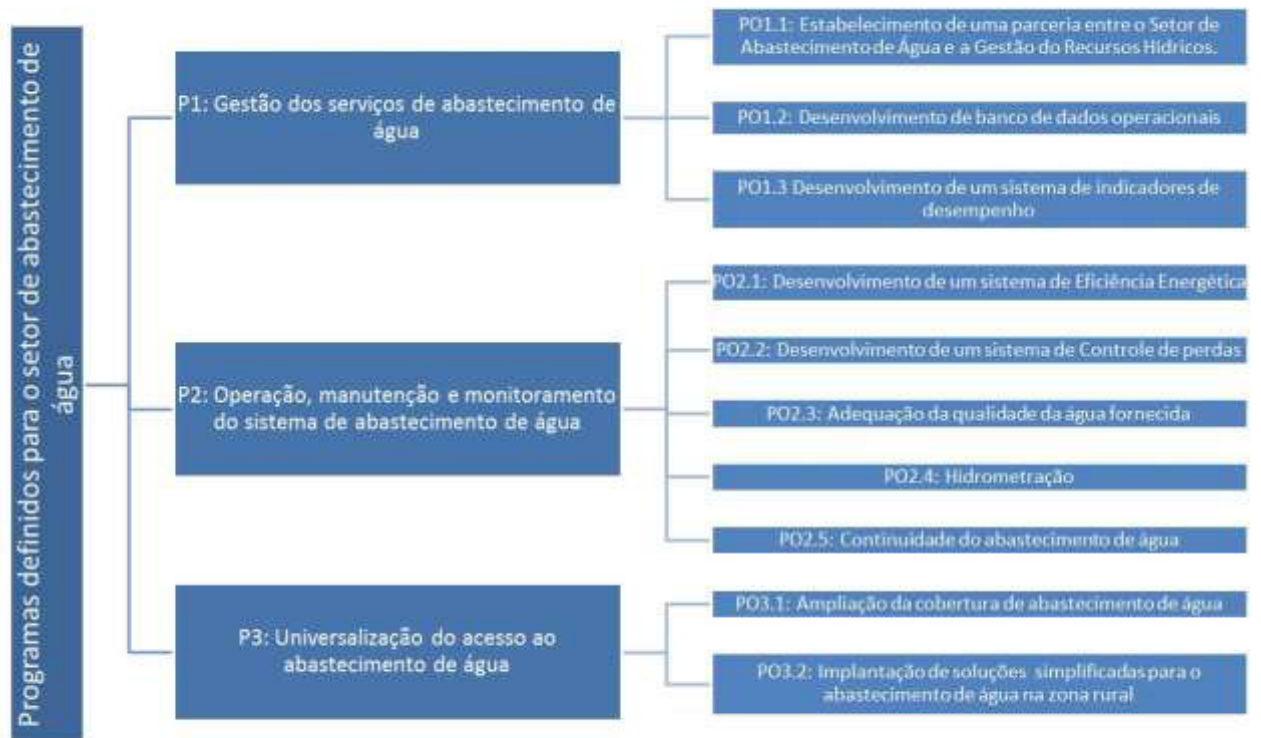 Programas definidos para o setor de abastecimento de
água
P1: Gestão dos serviços de abastecimento de
água
PO1.1: Estabelecimento de uma parceria entre o Setor de
Abastecimento de Água e a Gestão do Recursos Hídricos.
PO1.2: Desenvolvimento de banco de dados operacionais
PO1.3 Desenvolvimento de um sistema de indicadores de
desempenho
P2: Operação, manutenção e monitoramento
do sistema de abastecimento de água
PO2.1: Desenvolvimento de um sistema de Eficiência Energética
PO2.2: Desenvolvimento de um sistema de Controle de perdas
PO2.3: Adequação da qualidade da água fornecida
PO2.4: Hidrometração
PO2.5: Continuidade do abastecimento de água
P3: Universalização do acesso ao
abastecimento de água
PO3.1: Ampliação da cobertura de abastecimento de água
PO3.2: Implantação de soluções simplificadas para o
abastecimento de água na zona rural